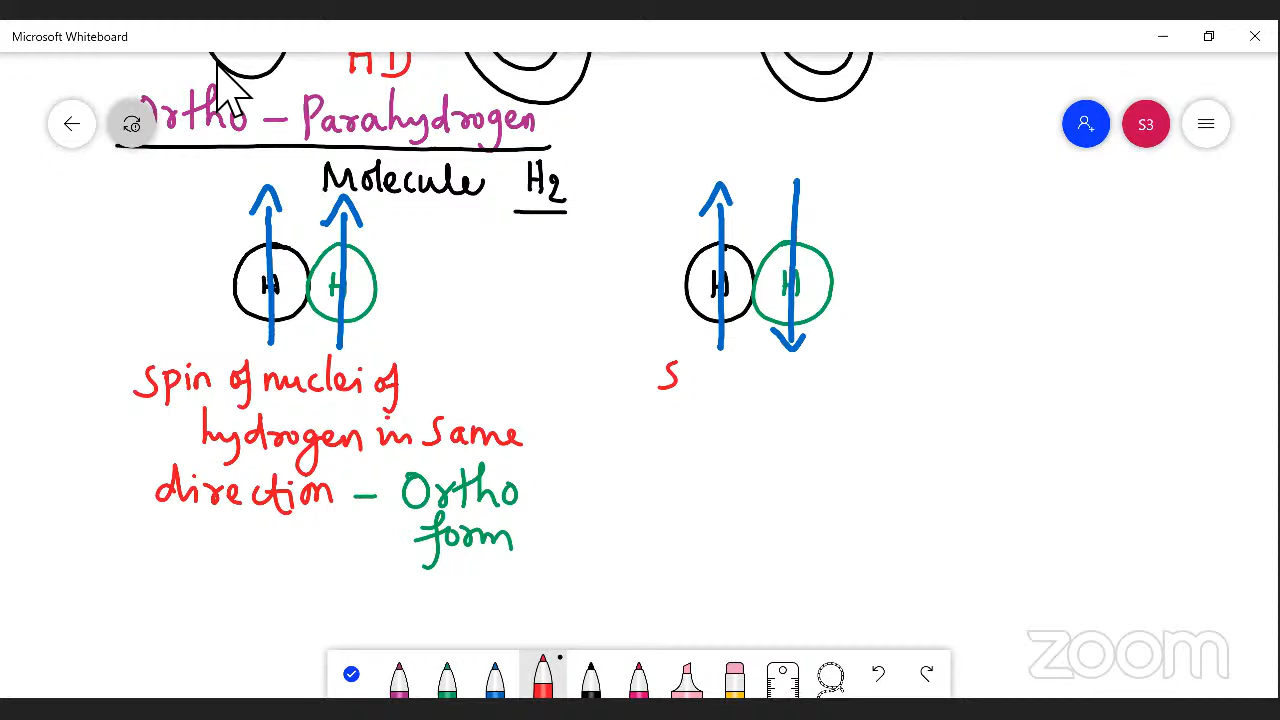 Microsoft Whiteboard
HD
Ortho - Parahydrogen
S3
Molecule H2
H H
H H
Spin of nuclei of
hydrogen in same
direction - Ortho
form
S
zoom